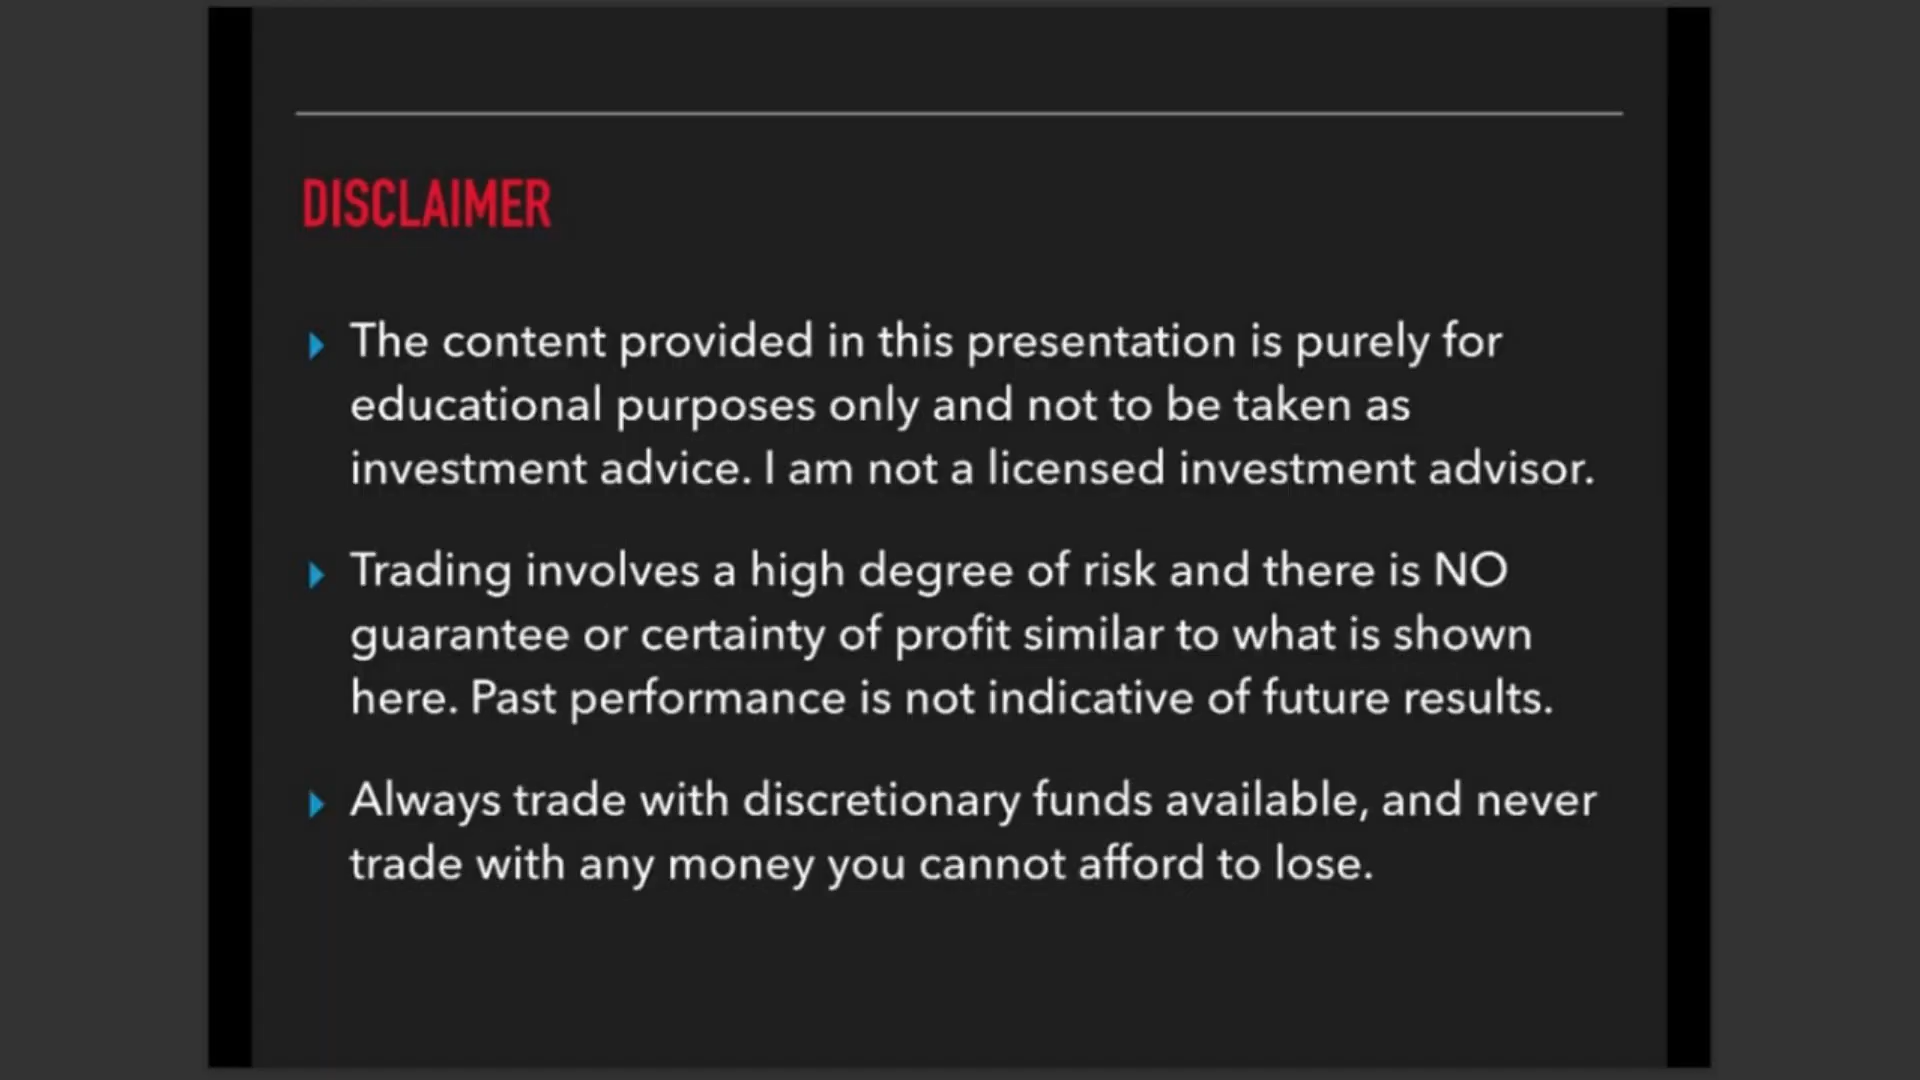 DISCLAIMER
The content provided in this presentation is purely for
educational purposes only and not to be taken as
investment advice. I am not a licensed investment advisor.
Trading involves a high degree of risk and there is NO
guarantee or certainty of profit similar to what is shown
here. Past performance is not indicative of future results.
Always trade with discretionary funds available, and never
trade with any money you cannot afford to lose.